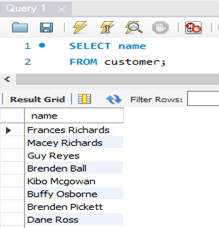 Query 1
1 SELECT name
2 FROM customer;
Result Grid Filter Rows:
name
Frances Richards
Macey Richards
Guy Reyes
Brenden Ball
Kibo Mcgowan
Buffy Osborne
Brenden Pickett
Dane Ross